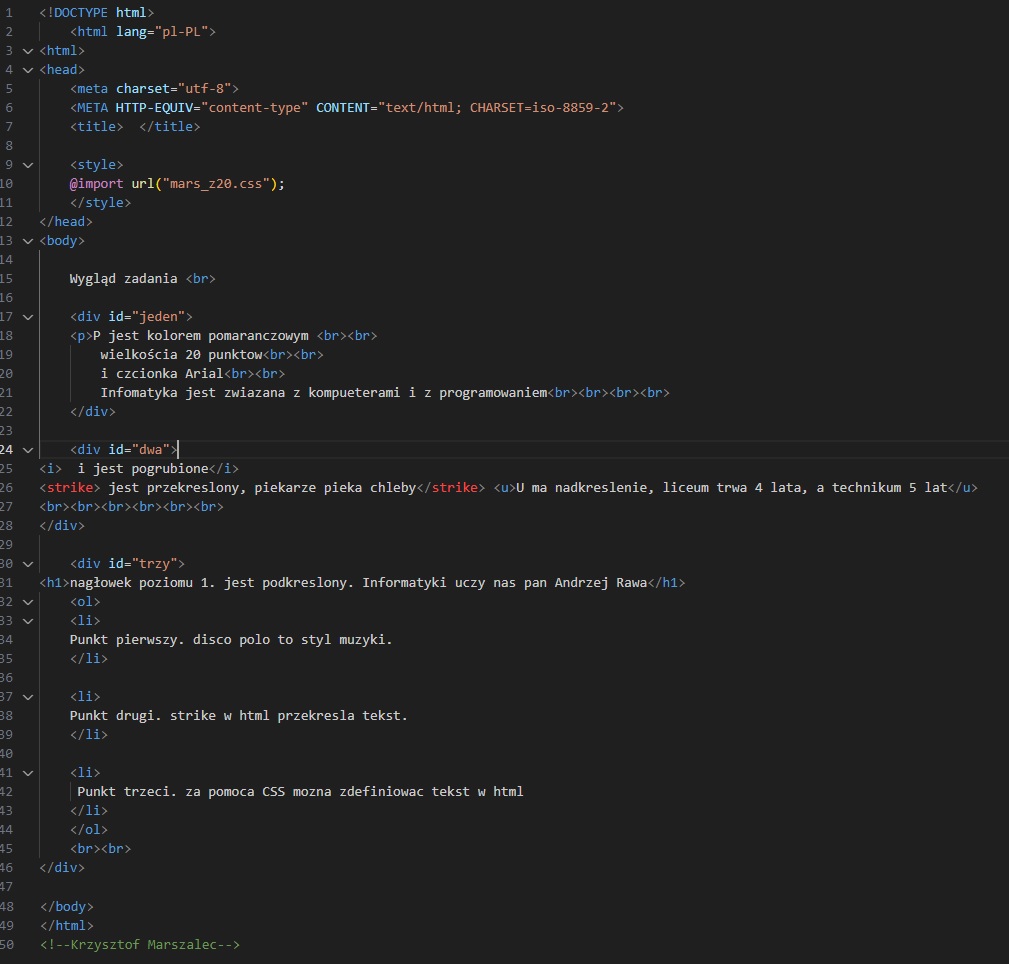 1 <!DOCTYPE html>
2 <html lang="pl-PL">
3 <html>
4 <head>
5 <meta charset="utf-8">
6 <META HTTP-EQUIV="content-type" CONTENT="text/html; CHARSET=iso-8859-2">
7 <title>  </title>
8
9 <style>
10 @import url("mars_z20.css");
11 </style>
12 </head>
13 <body>
14
15 Wygląd zadania <br>
16
17 <div id="jeden">
18 <p>P jest kolorem pomaranczowym <br><br>
19 wielkościa 20 punktow<br><br>
20 i czcionka Arial<br><br>
21 Infomatyka jest zwiazana z kompueterami i z programowaniem<br><br><br><br>
22 </div>
23
24 <div id="dwa">
25 <i>  i jest pogrubione</i>
26 <strike> jest przekreslony, piekarze pieka chleby</strike> <u>U ma nadkreslenie, liceum trwa 4 lata, a technikum 5 lat</u>
27 <br><br><br><br><br><br>
28 </div>
29
30 <div id="trzy">
31 <h1>nagłowek poziomu 1. jest podkreslony. Informatyki uczy nas pan Andrzej Rawa</h1>
32 <ol>
33 <li>
34 Punkt pierwszy. disco polo to styl muzyki.
35 </li>
36
37 <li>
38 Punkt drugi. strike w html przekresla tekst.
39 </li>
40
41 <li>
42 Punkt trzeci. za pomoca CSS mozna zdefiniowac tekst w html
43 </li>
44 </ol>
45 <br><br>
46 </div>
47
48 </body>
49 </html>
50 <!--Krzysztof Marszalec-->